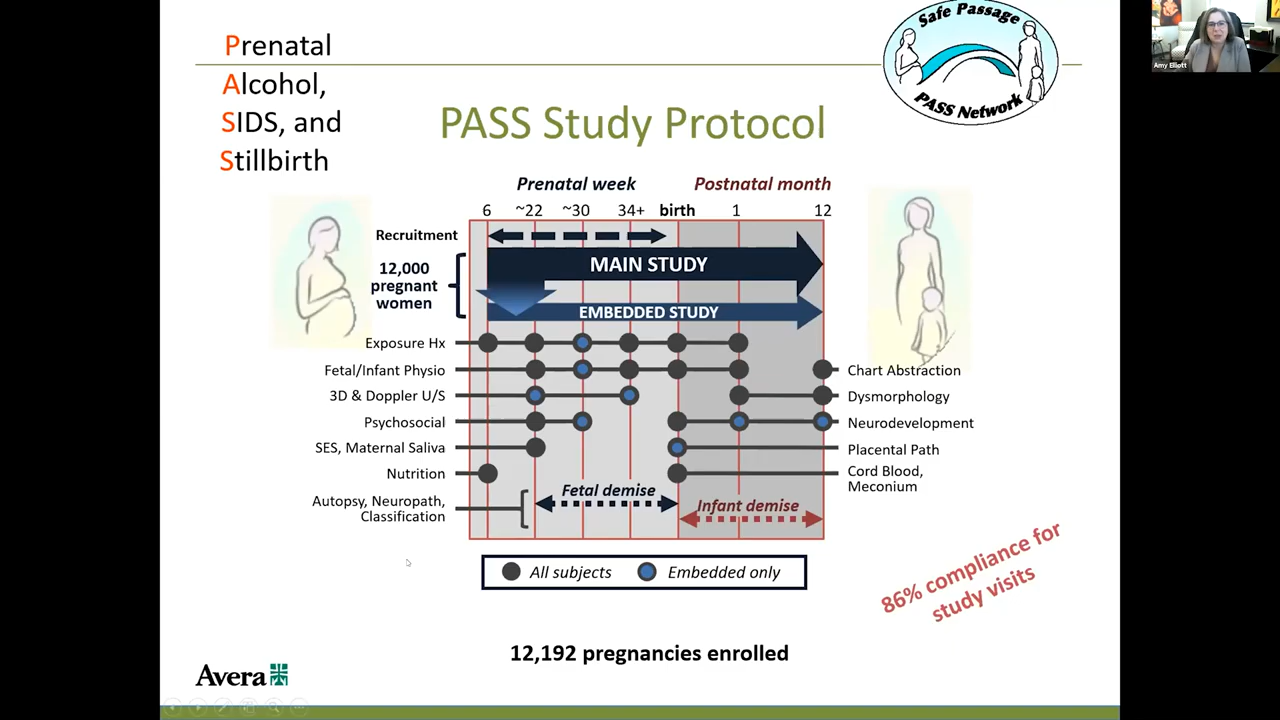 Prenatal
Alcohol,
SIDS, and
Stillbirth
Safe Passage
PASS Network
Amy Elliott
PASS Study Protocol
Prenatal week
Postnatal month
6 ~22 ~30 34+ birth 1 12
Recruitment
12,000
pregnant
women
MAIN STUDY
EMBEDDED STUDY
Exposure Hx
Fetal/Infant Physio
Chart Abstraction
3D & Doppler U/S
Dysmorphology
Psychosocial
Neurodevelopment
SES, Maternal Saliva
Placental Path
Nutrition
Cord Blood,
Meconium
Autopsy, Neuropath,
Classification
Fetal demise
Infant demise
All subjects
Embedded only
86% compliance for
study visits
12,192 pregnancies enrolled
Avera